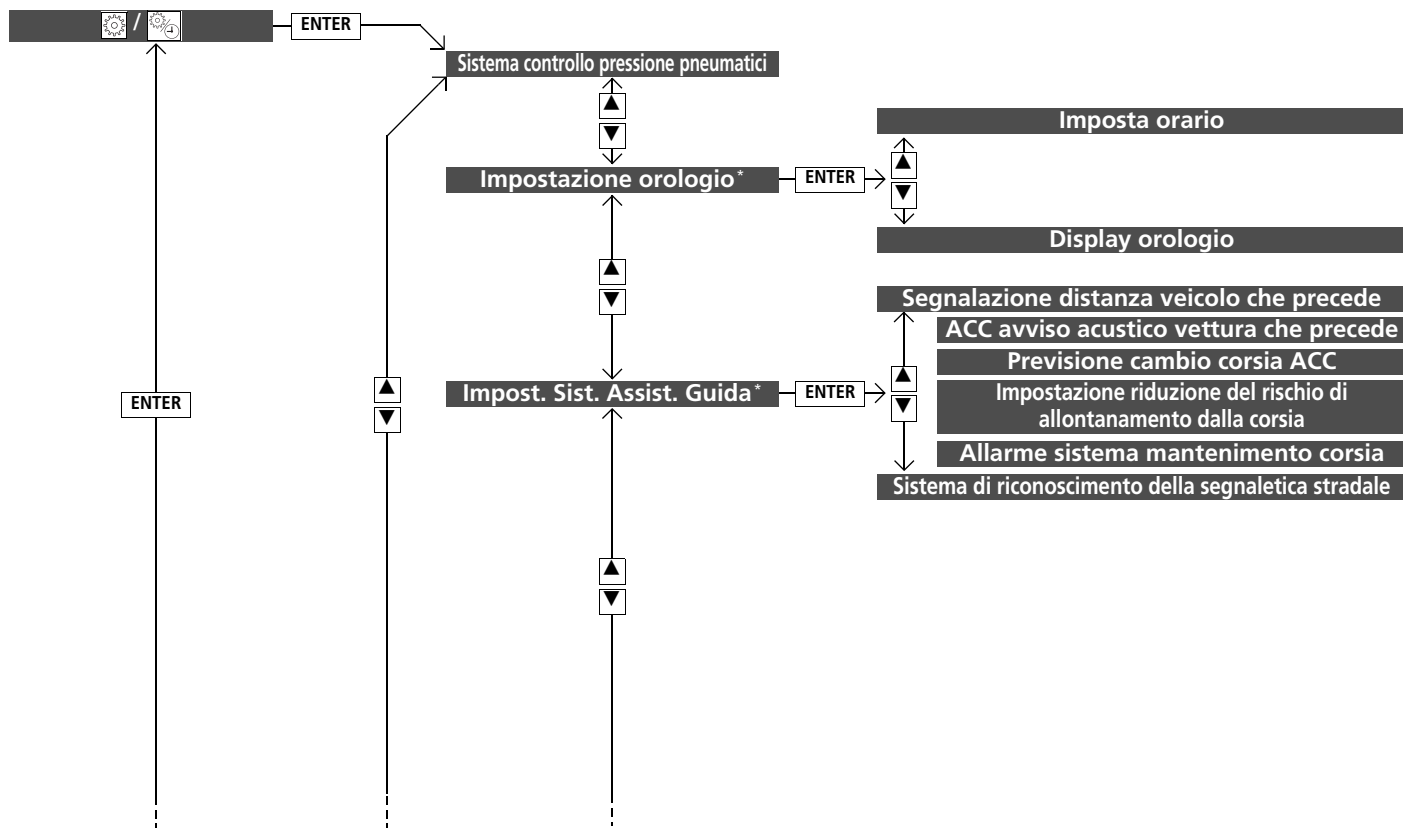 /
ENTER
Sistema controllo pressione pneumatici
▲
▼
Imposta orario
Impostazione orologio*
ENTER
▲
▼
Display orologio
▲
▼
Segnalazione distanza veicolo che precede
ACC avviso acustico vettura che precede
Previsione cambio corsia ACC
Impost. Sist. Assist. Guida*
ENTER
▲
▼
Impostazione riduzione del rischio di
allontanamento dalla corsia
Allarme sistema mantenimento corsia
Sistema di riconoscimento della segnaletica stradale
ENTER
▲
▼
▲
▼